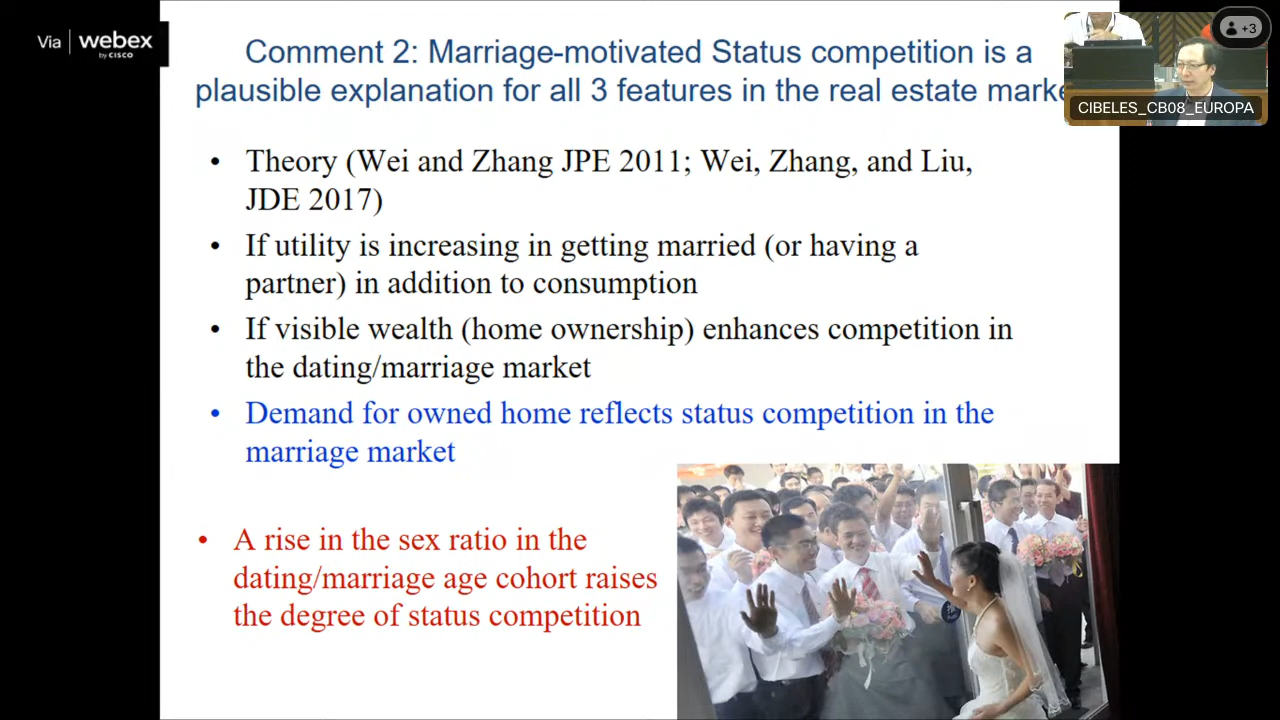 Via webex
by CISCO
Comment 2: Marriage-motivated Status competition is a
plausible explanation for all 3 features in the real estate marke
+3
CIBELES_CB08_EUROPA
• Theory (Wei and Zhang JPE 2011; Wei, Zhang, and Liu,
JDE 2017)
• If utility is increasing in getting married (or having a
partner) in addition to consumption
• If visible wealth (home ownership) enhances competition in
the dating/marriage market
• Demand for owned home reflects status competition in the
marriage market
• A rise in the sex ratio in the
dating/marriage age cohort raises
the degree of status competition